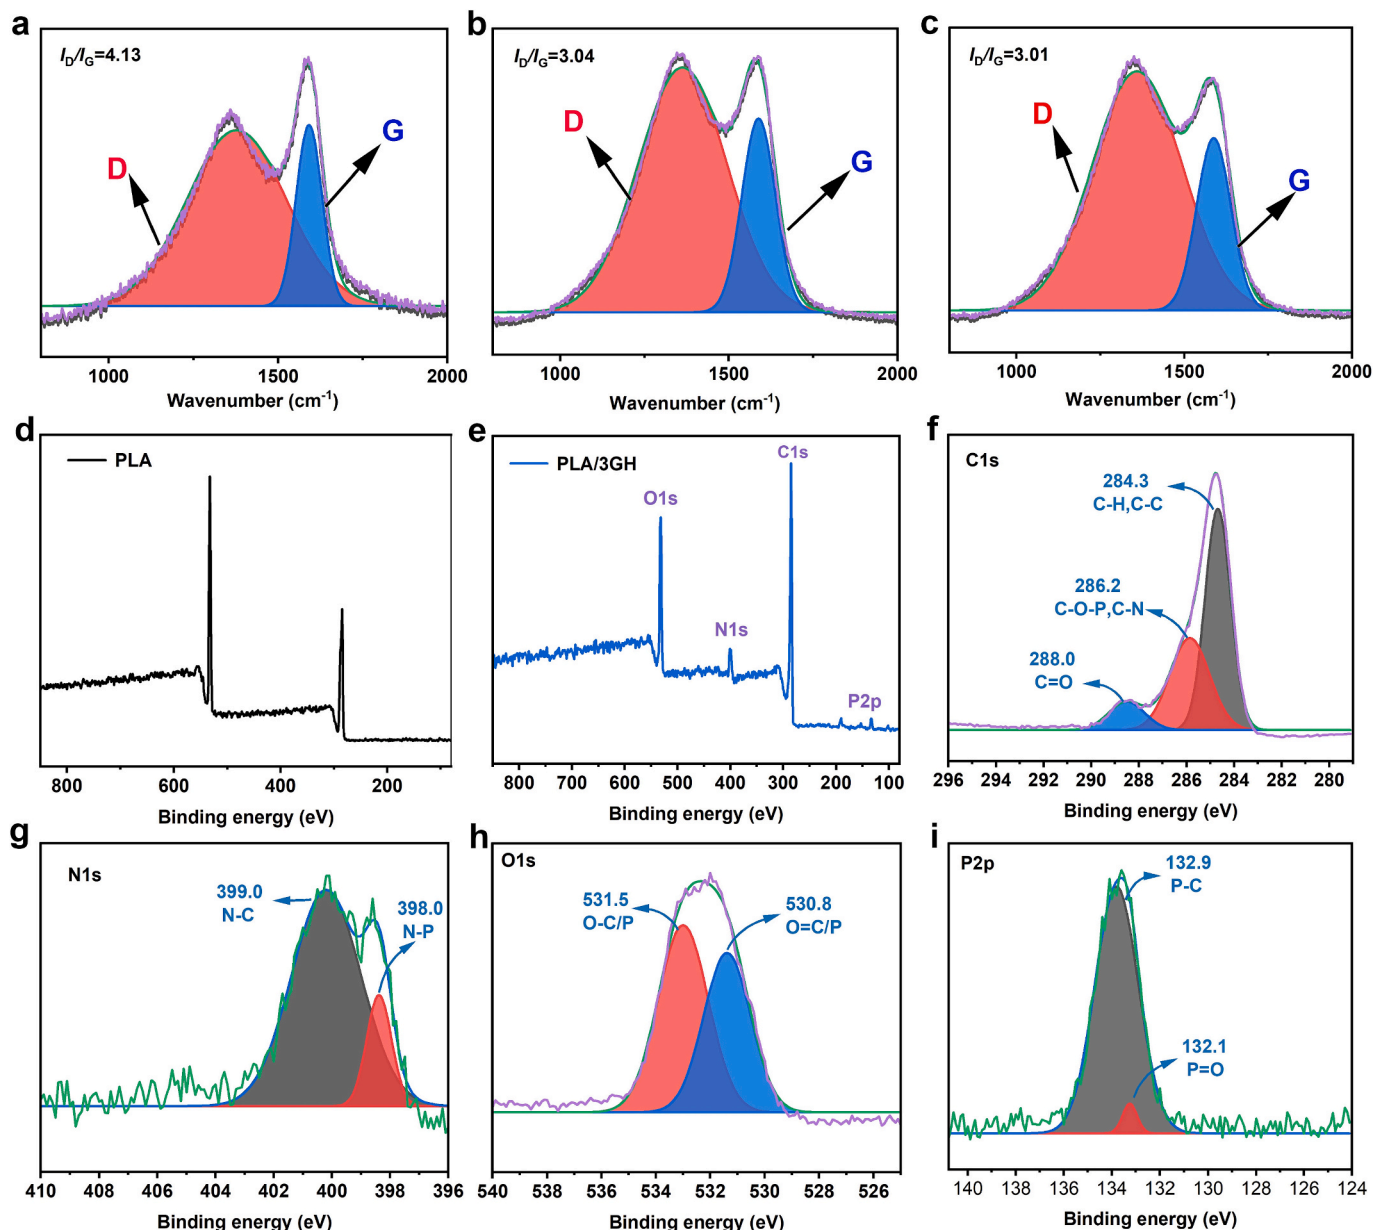 a
I_D/I_G=4.13
D
G
1000 1500 2000
Wavenumber (cm⁻¹)
b
I_D/I_G=3.04
D
G
1000 1500 2000
Wavenumber (cm⁻¹)
c
I_D/I_G=3.01
D
G
1000 1500 2000
Wavenumber (cm⁻¹)
d
PLA
800 600 400 200
Binding energy (eV)
e
PLA/3GH
C1s
O1s
N1s
P2p
800 700 600 500 400 300 200 100
Binding energy (eV)
f
C1s
284.3
C-H,C-C
286.2
C-O-P,C-N
288.0
C=O
296 294 292 290 288 286 284 282 280
Binding energy (eV)
g
N1s
399.0
N-C
398.0
N-P
410 408 406 404 402 400 398 396
Binding energy (eV)
h
O1s
531.5
O-C/P
530.8
O=C/P
540 538 536 534 532 530 528 526
Binding energy (eV)
i
P2p
132.9
P-C
132.1
P=O
140 138 136 134 132 130 128 126 124
Binding energy (eV)